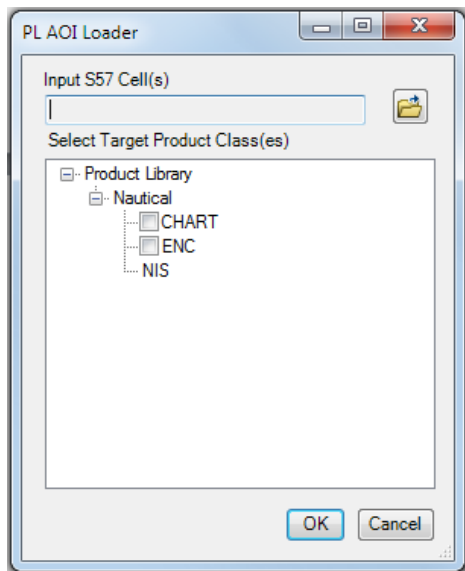 PL AOI Loader
Input S57 Cell(s)
Select Target Product Class(es)
Product Library
Nautical
CHART
ENC
NIS
OK Cancel